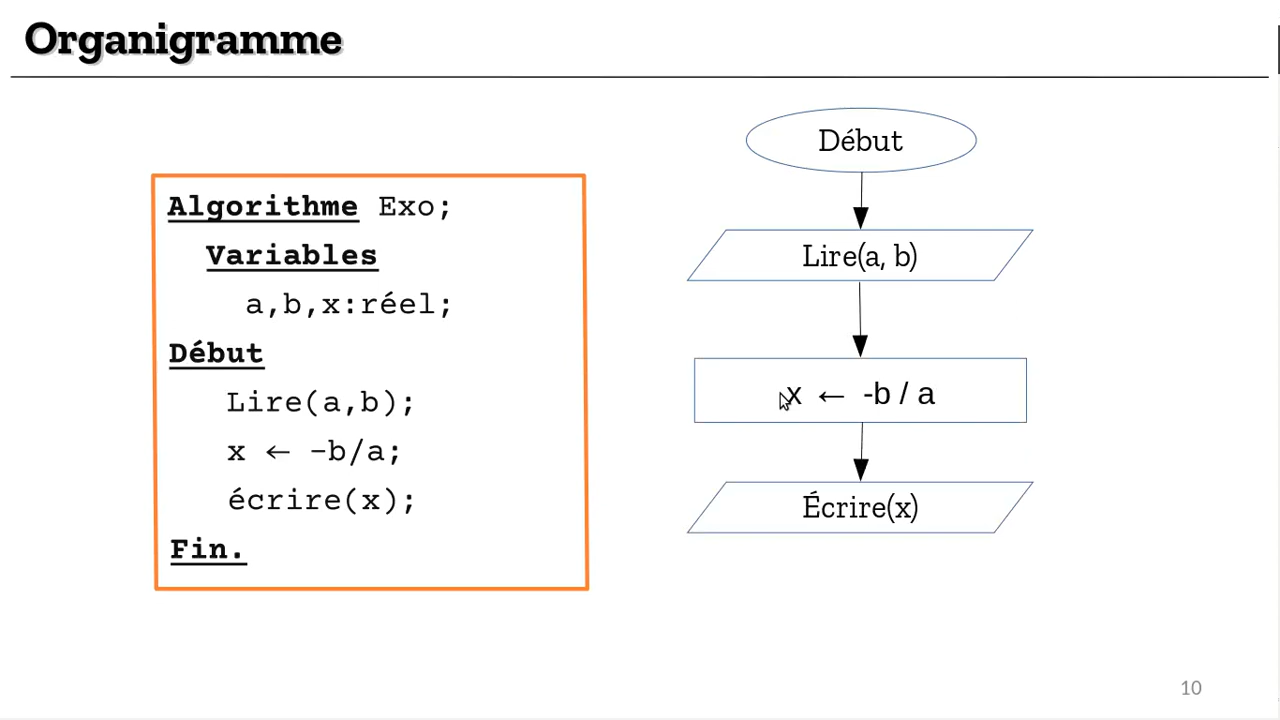 Organigramme
Algorithme Exo;
Variables
a,b,x:réel;
Début
Lire(a,b);
x ← -b/a;
écrire(x);
Fin.
Début
Lire(a, b)
x ← -b / a
Écrire(x)
10